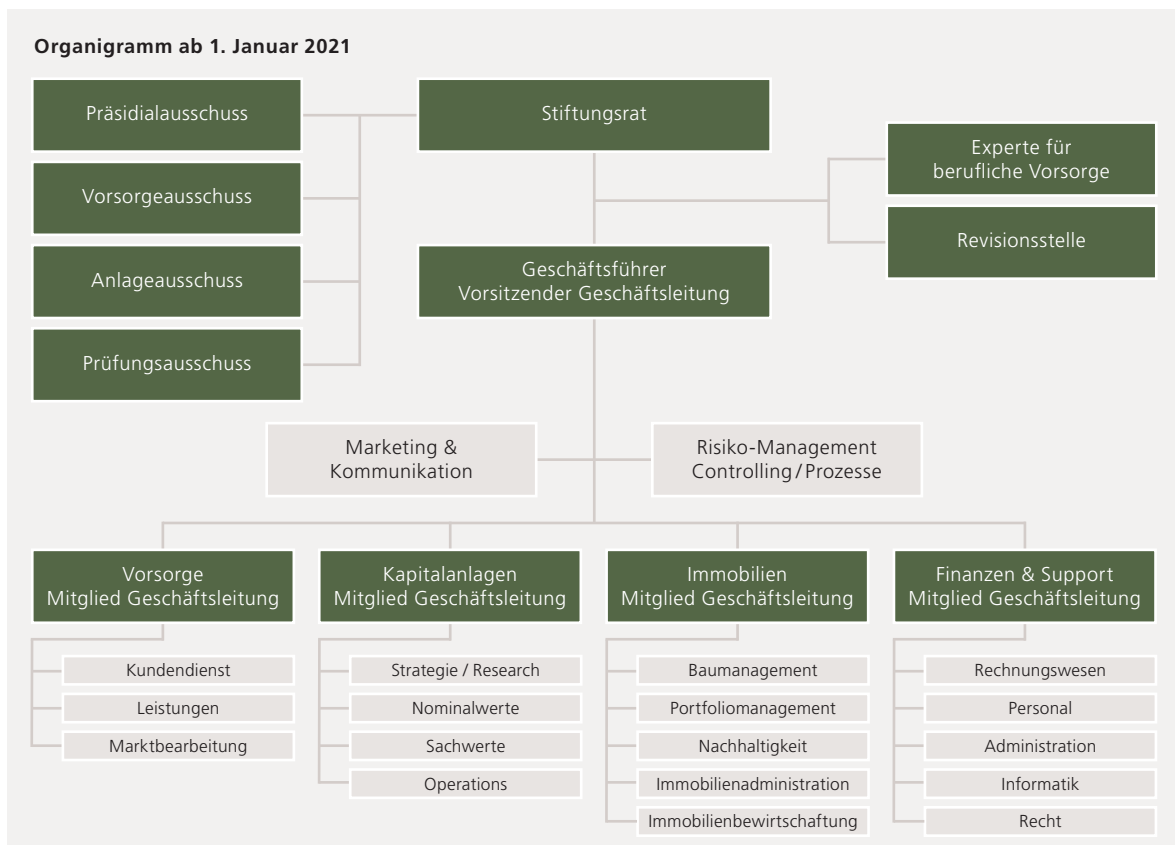 Organigramm ab 1. Januar 2021
Präsidialausschuss
Vorsorgeausschuss
Anlageausschuss
Prüfungsausschuss
Stiftungsrat
Experte für
berufliche Vorsorge
Revisionsstelle
Geschäftsführer
Vorsitzender Geschäftsleitung
Marketing &
Kommunikation
Risiko-Management
Controlling / Prozesse
Vorsorge
Mitglied Geschäftsleitung
Kundendienst
Leistungen
Marktbearbeitung
Kapitalanlagen
Mitglied Geschäftsleitung
Strategie / Research
Nominalwerte
Sachwerte
Operations
Immobilien
Mitglied Geschäftsleitung
Baumanagement
Portfoliomanagement
Nachhaltigkeit
Immobilienadministration
Immobilienbewirtschaftung
Finanzen & Support
Mitglied Geschäftsleitung
Rechnungswesen
Personal
Administration
Informatik
Recht